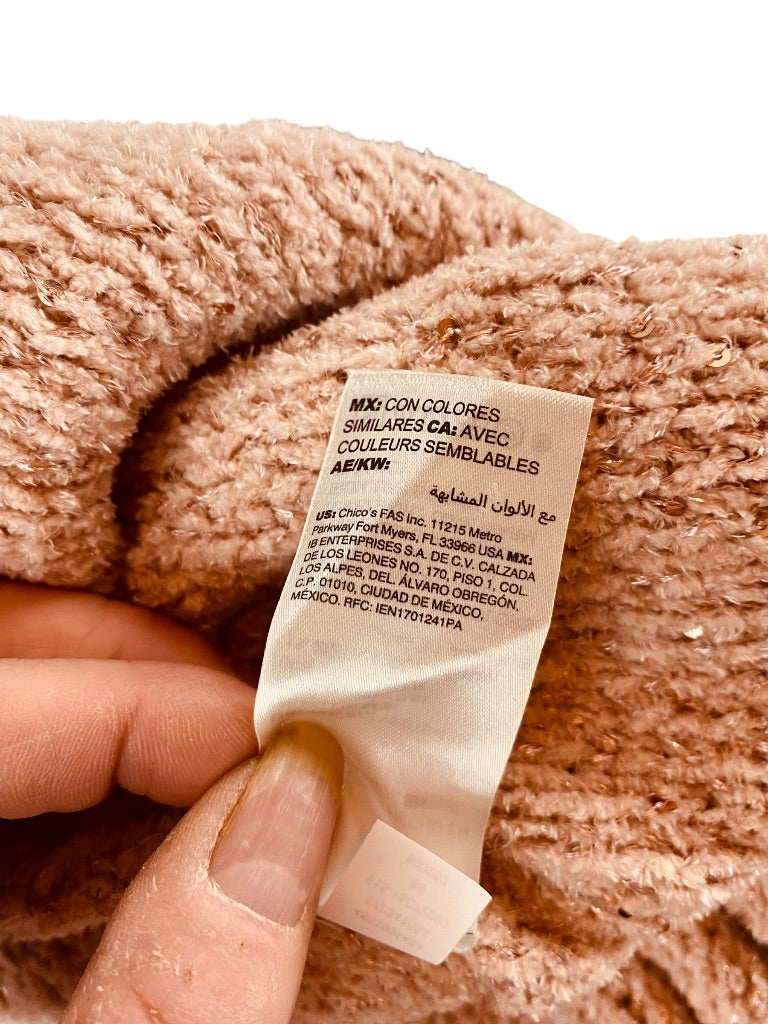 MX: CON COLORES
SIMILARES CA: AVEC
COULEURS SEMBLABLES
AE/KW:
مع الألوان المشابهة
US: Chico's FAS Inc. 11215 Metro
Parkway Fort Myers, FL 33966 USA MX:
IB ENTERPRISES S.A. DE C.V. CALZADA
DE LOS LEONES NO. 170, PISO 1, COL.
LOS ALPES, DEL. ÁLVARO OBREGÓN,
C.P. 01010, CIUDAD DE MÉXICO,
MÉXICO. RFC: IEN1701241PA